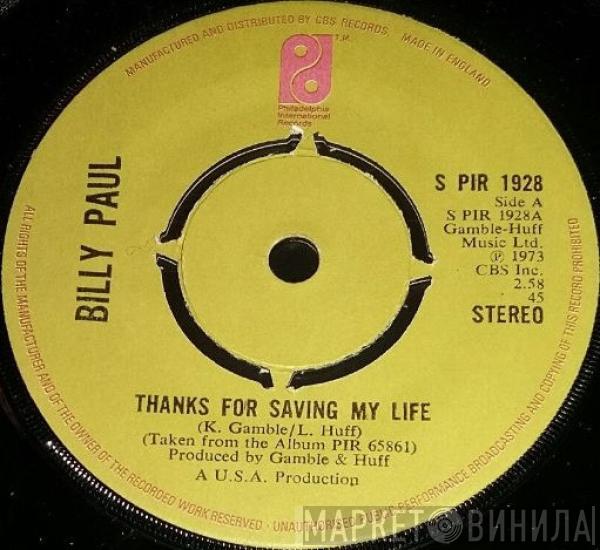 MANUFACTURED AND DISTRIBUTED BY CBS RECORDS, MADE IN ENGLAND
T.M.
Philadelphia
International
Records
BILLY PAUL
S PIR 1928
Side A
S PIR 1928A
Gamble-Huff
Music Ltd.
℗ 1973
CBS Inc.
2.58
45
STEREO
THANKS FOR SAVING MY LIFE
(K. Gamble/L. Huff)
(Taken from the Album PIR 65861)
Produced by Gamble & Huff
A U.S.A. Production
ALL RIGHTS OF THE MANUFACTURER AND OF THE OWNER OF THE RECORDED WORK RESERVED · UNAUTHORISED PUBLIC PERFORMANCE BROADCASTING AND COPYING OF THIS RECORD PROHIBITED
МАРКЕТ ВИНИЛА